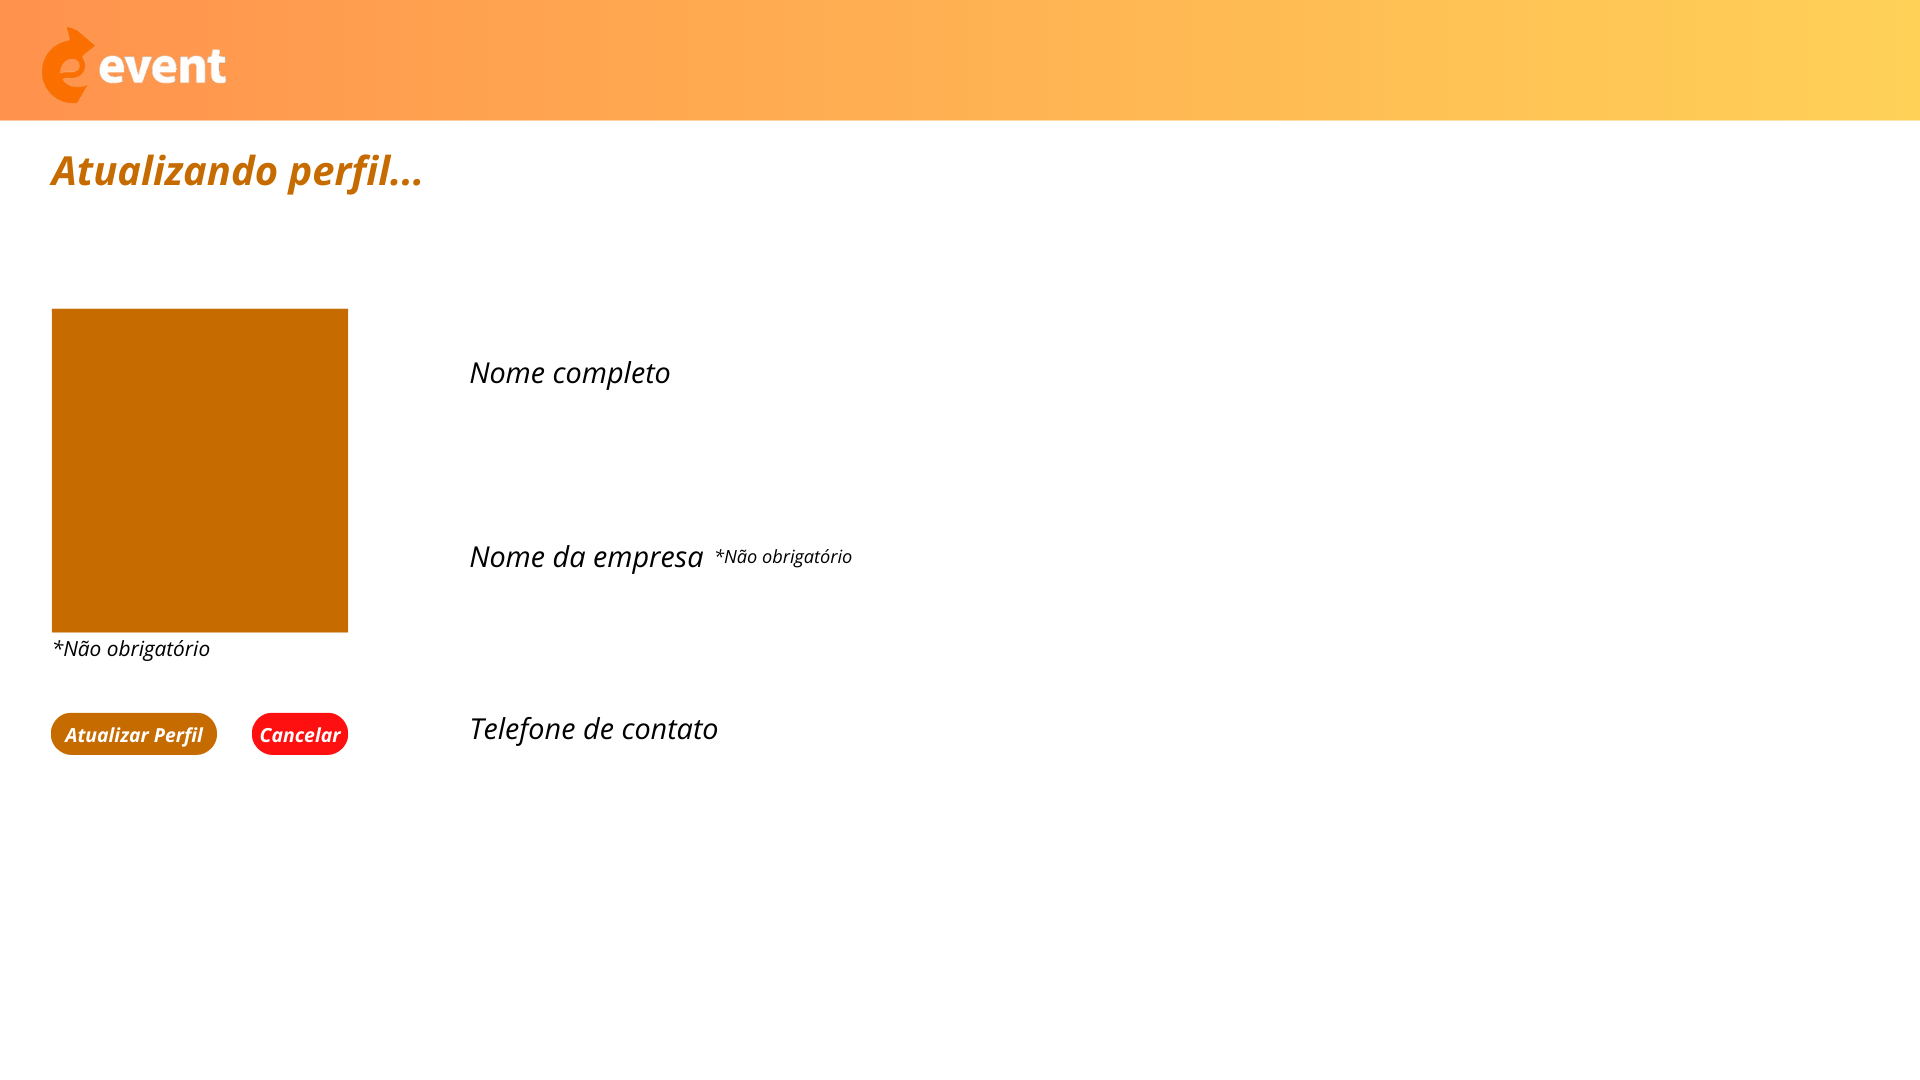 event
Atualizando perfil...
Nome completo
Nome da empresa *Não obrigatório
*Não obrigatório
Atualizar Perfil
Cancelar
Telefone de contato